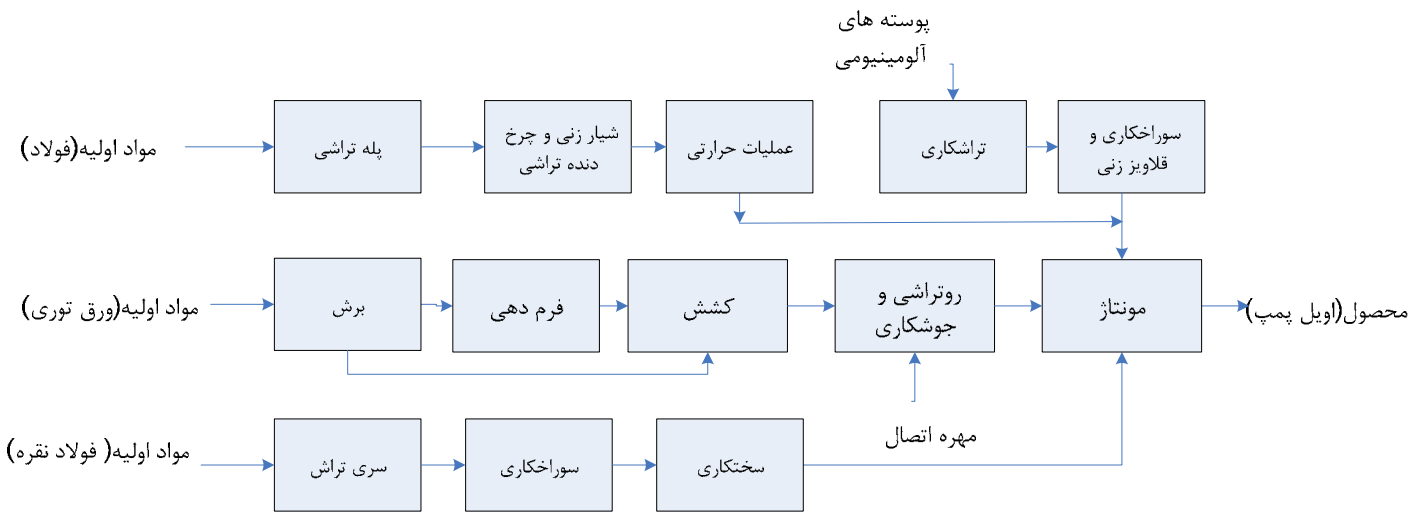 پوسته های
آلومینیومی
مواد اولیه(فولاد)
پله تراشی
شیار زنی و چرخ
دنده تراشی
عملیات حرارتی
تراشکاری
سوراخکاری و
قلاویز زنی
مواد اولیه(ورق توری)
برش
فرم دهی
کشش
روتراشی و
جوشکاری
مونتاژ
محصول(اویل پمپ)
مهره اتصال
مواد اولیه( فولاد نقره)
سری تراش
سوراخکاری
سختکاری